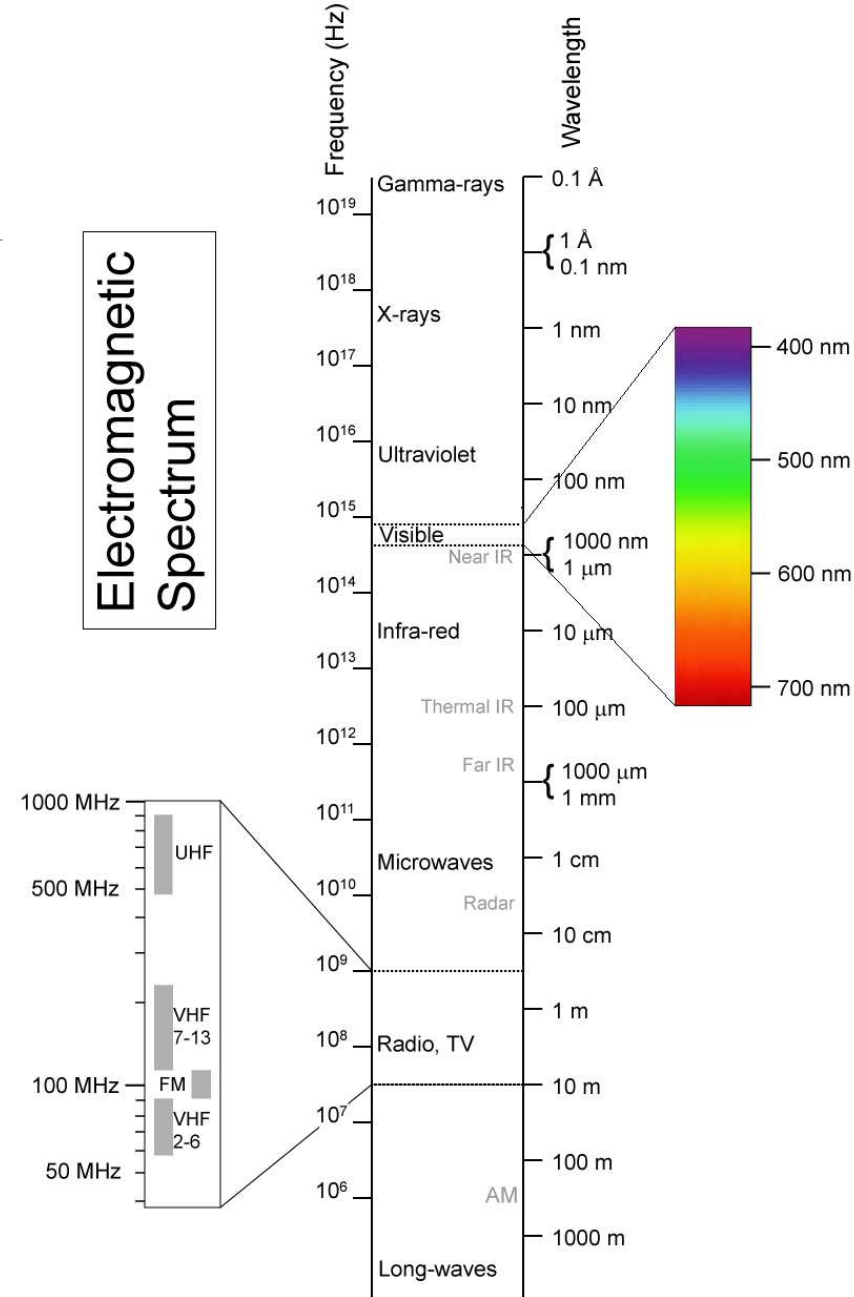 Electromagnetic
Spectrum
Frequency (Hz)
Wavelength
10¹⁹
10¹⁸
10¹⁷
10¹⁶
10¹⁵
10¹⁴
10¹³
10¹²
10¹¹
10¹⁰
10⁹
10⁸
10⁷
10⁶
Gamma-rays
X-rays
Ultraviolet
Visible
Near IR
Infra-red
Thermal IR
Far IR
Microwaves
Radar
Radio, TV
AM
Long-waves
0.1 Å
1 Å
0.1 nm
1 nm
10 nm
100 nm
1000 nm
1 μm
10 μm
100 μm
1000 μm
1 mm
1 cm
10 cm
1 m
10 m
100 m
1000 m
400 nm
500 nm
600 nm
700 nm
1000 MHz
500 MHz
100 MHz
50 MHz
UHF
VHF
7-13
FM
VHF
2-6